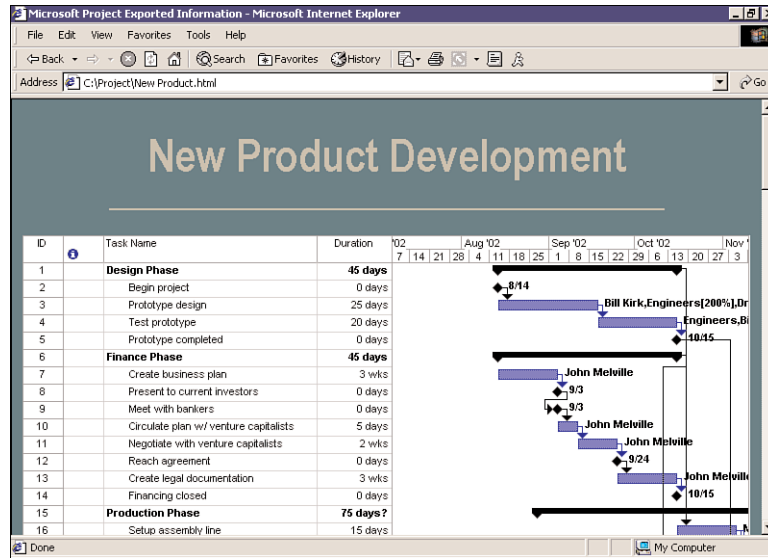 Microsoft Project Exported Information - Microsoft Internet Explorer
File Edit View Favorites Tools Help
Back Search Favorites History
Address C:\Project\New Product.html Go
New Product Development
ID Task Name Duration '02 Aug '02 Sep '02 Oct '02 Nov '
7 14 21 28 4 11 18 25 1 8 15 22 29 6 13 20 27 3
1 Design Phase 45 days
2 Begin project 0 days 8/14
3 Prototype design 25 days Bill Kirk,Engineers[200%],Dr
4 Test prototype 20 days Engineers,Bi
5 Prototype completed 0 days 10/15
6 Finance Phase 45 days
7 Create business plan 3 wks John Melville
8 Present to current investors 0 days 9/3
9 Meet with bankers 0 days 9/3
10 Circulate plan w/ venture capitalists 5 days John Melville
11 Negotiate with venture capitalists 2 wks John Melville
12 Reach agreement 0 days 9/24
13 Create legal documentation 3 wks John Melville
14 Financing closed 0 days 10/15
15 Production Phase 75 days?
16 Setup assembly line 15 days
Done My Computer